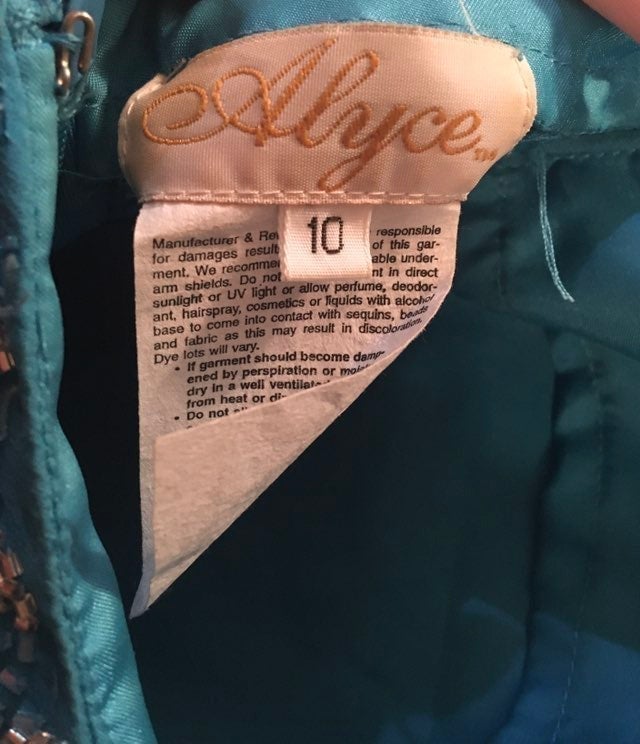 Alyce™
10
Manufacturer & responsible
for damages of this gar-
ment. We able under-
arm shields. Do not nt in direct
sunlight or UV light or allow perfume, deodor-
ant, hairspray, cosmetics or liquids with alcohol
base to come into contact with sequins, beads
and fabric as this may result in discoloration.
Dye lots will vary.
• If garment should become damp-
ened by perspiration or
dry in a well
from heat or
• Do not